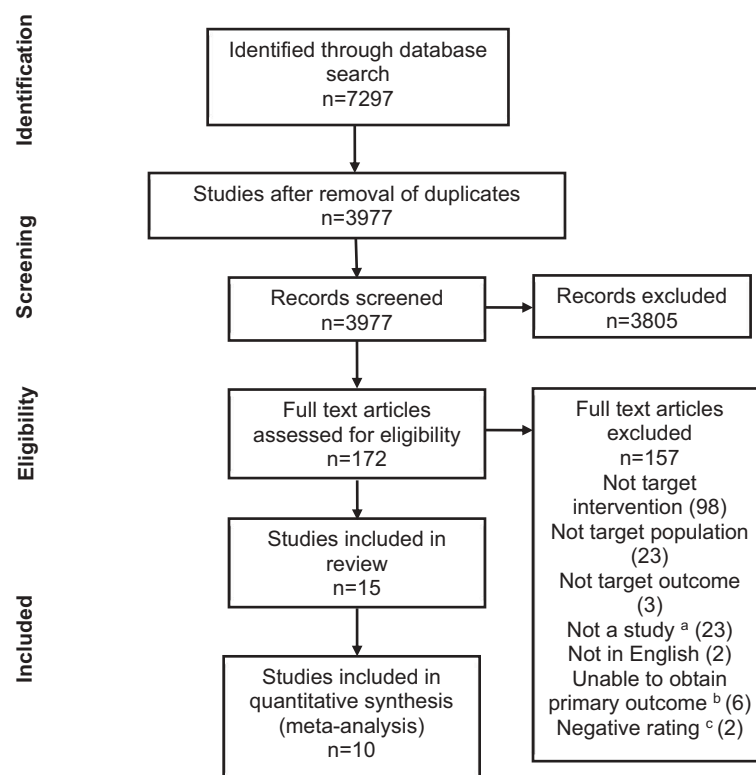 Identification
Identified through database
search
n=7297
Studies after removal of duplicates
n=3977
Screening
Records screened
n=3977
Records excluded
n=3805
Eligibility
Full text articles
assessed for eligibility
n=172
Full text articles
excluded
n=157
Not target
intervention (98)
Not target population
(23)
Not target outcome
(3)
Not a study a (23)
Not in English (2)
Unable to obtain
primary outcome b (6)
Negative rating c (2)
Included
Studies included in
review
n=15
Studies included in
quantitative synthesis
(meta-analysis)
n=10